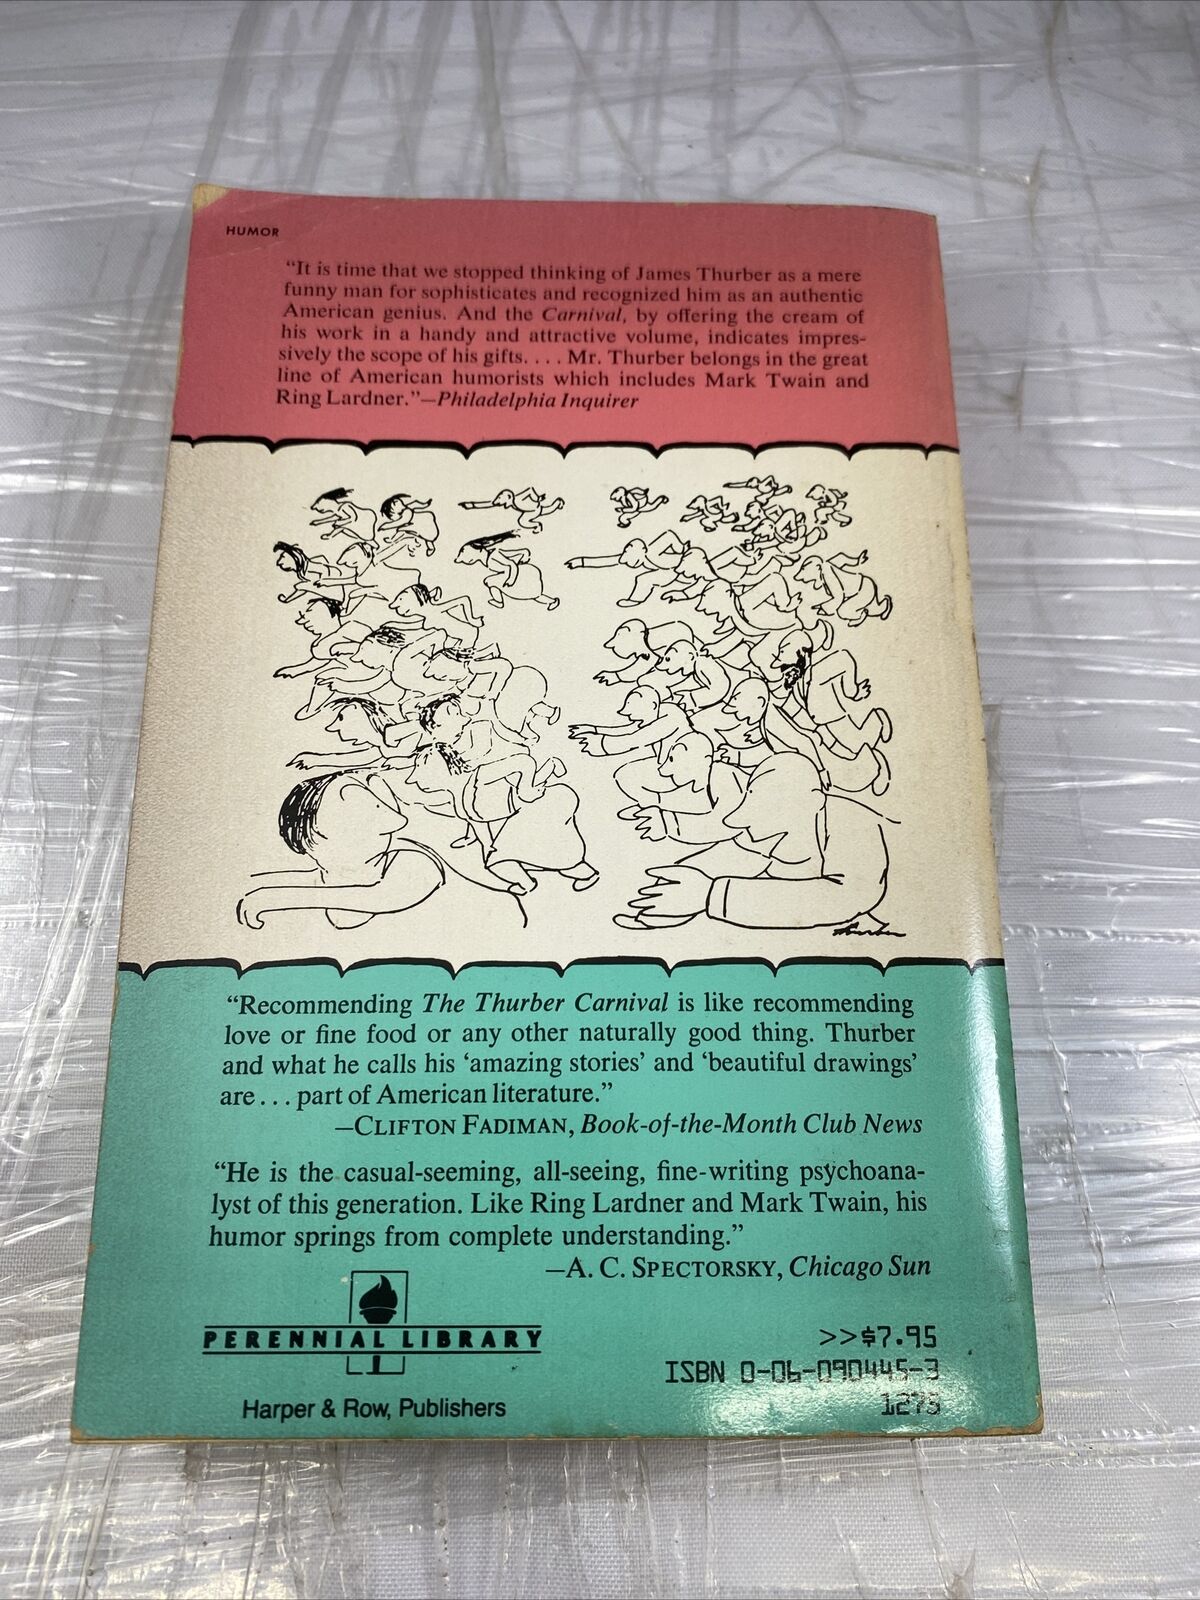 HUMOR
“It is time that we stopped thinking of James Thurber as a mere
funny man for sophisticates and recognized him as an authentic
American genius. And the Carnival, by offering the cream of
his work in a handy and attractive volume, indicates impres-
sively the scope of his gifts. . . . Mr. Thurber belongs in the great
line of American humorists which includes Mark Twain and
Ring Lardner.”—Philadelphia Inquirer
Thurber
“Recommending The Thurber Carnival is like recommending
love or fine food or any other naturally good thing. Thurber
and what he calls his ‘amazing stories’ and ‘beautiful drawings’
are . . . part of American literature.”
—CLIFTON FADIMAN, Book-of-the-Month Club News
“He is the casual-seeming, all-seeing, fine-writing psychoana-
lyst of this generation. Like Ring Lardner and Mark Twain, his
humor springs from complete understanding.”
—A. C. SPECTORSKY, Chicago Sun
PERENNIAL LIBRARY
Harper & Row, Publishers
>>$7.95
ISBN 0-06-090445-3
1275